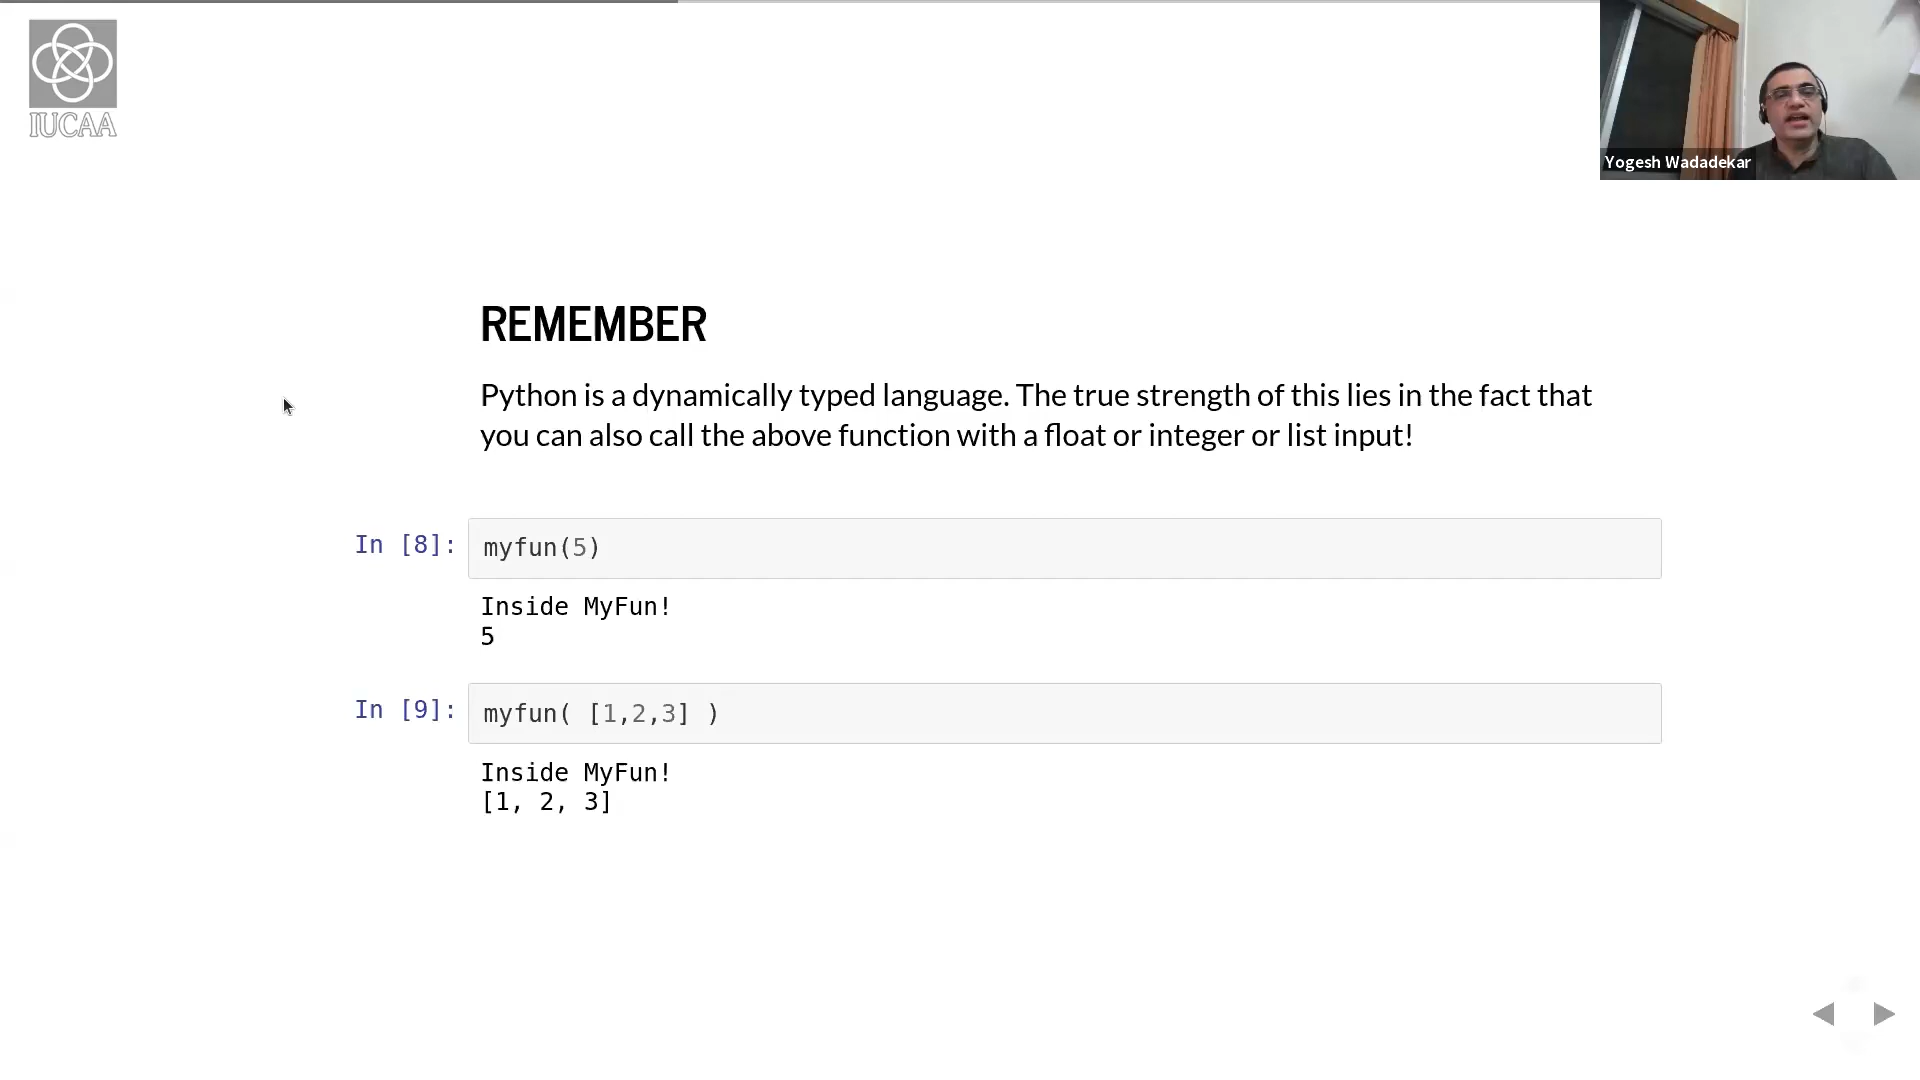 IUCAA
Yogesh Wadadekar
REMEMBER
Python is a dynamically typed language. The true strength of this lies in the fact that
you can also call the above function with a float or integer or list input!
In [8]:
myfun(5)
Inside MyFun!
5
In [9]:
myfun( [1,2,3] )
Inside MyFun!
[1, 2, 3]